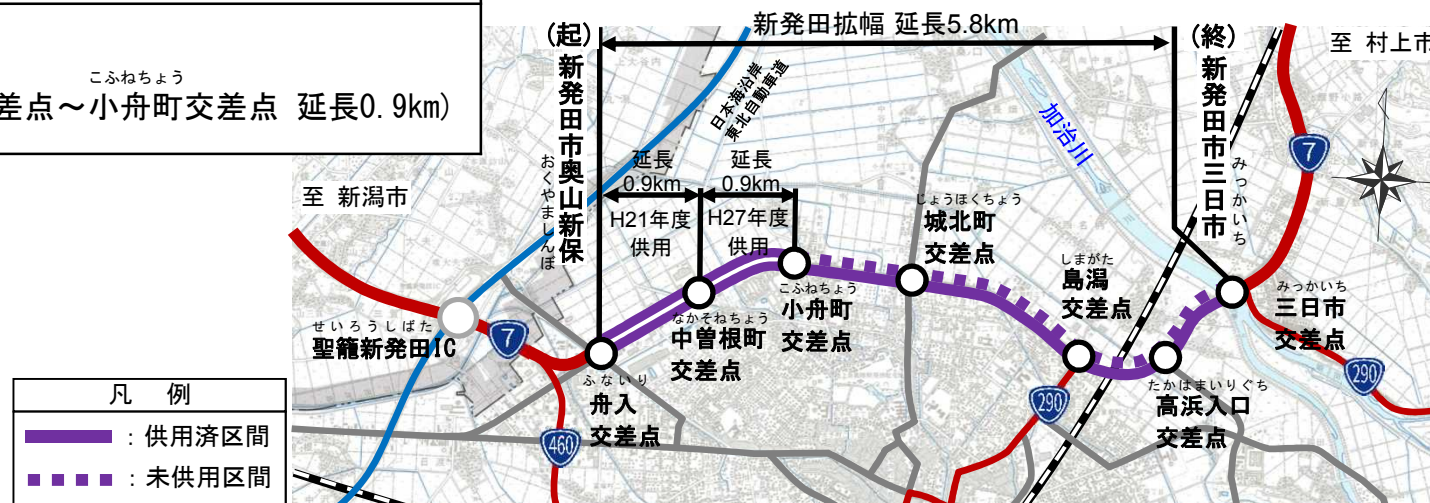 こふねちょう
差点～小舟町交差点 延長0.9km)
新発田拡幅 延長5.8km
(起)新発田市奥山新保
おくやましんぼ
(終)新発田市三日市
みっかいち
至 村上市
至 新潟市
日本海沿岸
東北自動車道
加治川
延長
0.9km
H21年度
供用
延長
0.9km
H27年度
供用
7
じょうほくちょう
城北町
交差点
しまがた
島潟
交差点
こふねちょう
小舟町
交差点
みっかいち
三日市
交差点
なかそねちょう
中曽根町
交差点
せいろうしばた
聖籠新発田IC
7
ふないり
舟入
交差点
たかはまいりぐち
高浜入口
交差点
290
290
460
凡 例
：供用済区間
：未供用区間